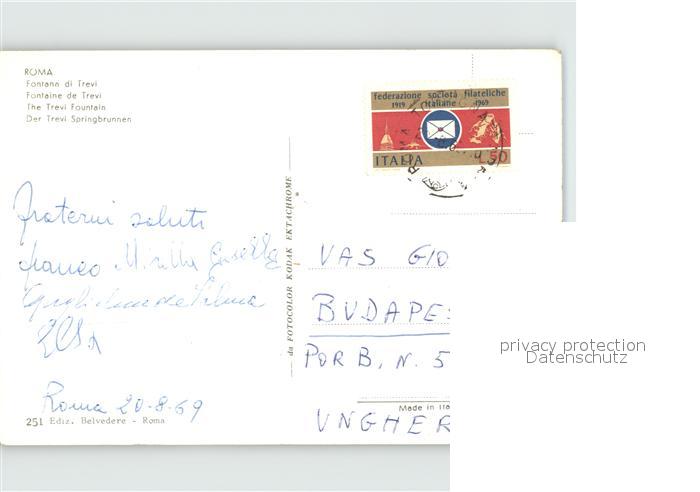 ROMA
Fontana di Trevi
Fontaine de Trevi
The Trevi Fountain
Der Trevi Springbrunnen
federazione società filateliche
1919 italiane 1969
ITALIA L.50
fraterni saluti
franco Mirella
Elsa
Roma 20-8-69
251 Ediz. Belvedere - Roma
da FOTOCOLOR KODAK EKTACHROME
VAS GIO
BUDAPES
POR B, N. 5
Made in Ita
UNGHER
privacy protection
Datenschutz